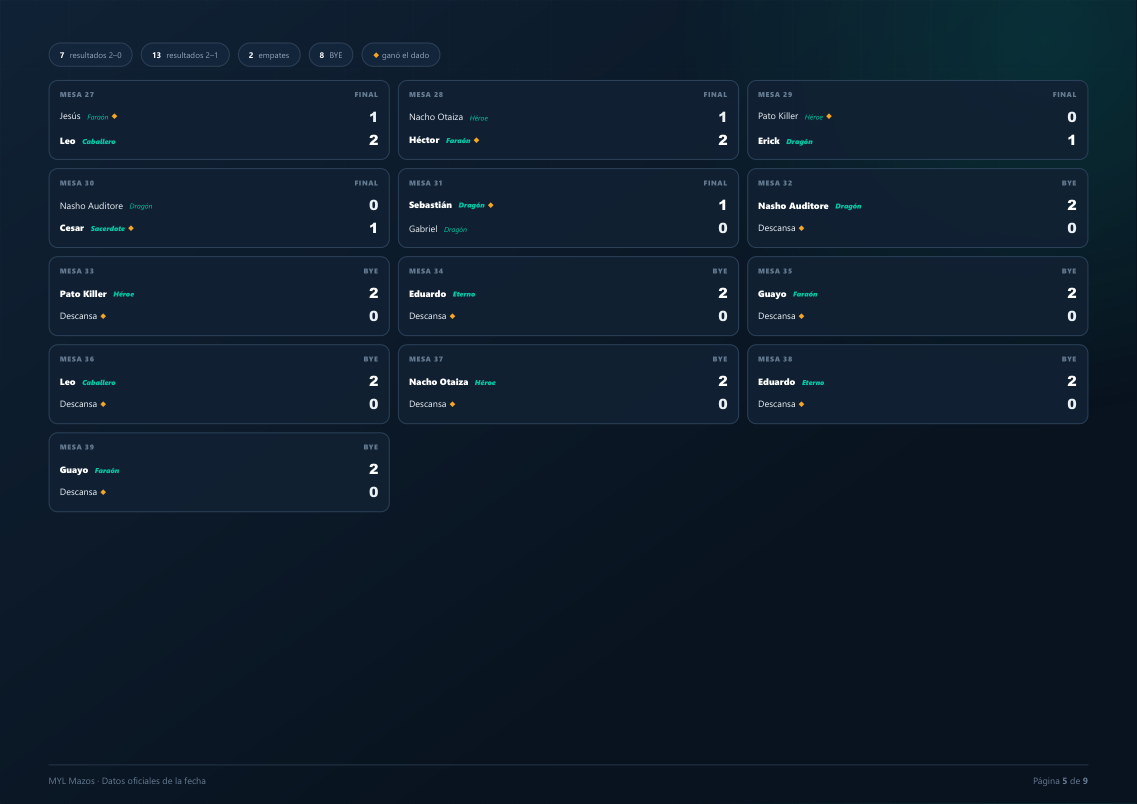 7 resultados 2–0 13 resultados 2–1 2 empates 8 BYE ◆ ganó el dado
MESA 27 FINAL
Jesús Faraón ◆ 1
Leo Caballero 2
MESA 28 FINAL
Nacho Otaiza Héroe 1
Héctor Faraón ◆ 2
MESA 29 FINAL
Pato Killer Héroe ◆ 0
Erick Dragón 1
MESA 30 FINAL
Nasho Auditore Dragón 0
Cesar Sacerdote ◆ 1
MESA 31 FINAL
Sebastián Dragón ◆ 1
Gabriel Dragón 0
MESA 32 BYE
Nasho Auditore Dragón 2
Descansa ◆ 0
MESA 33 BYE
Pato Killer Héroe 2
Descansa ◆ 0
MESA 34 BYE
Eduardo Eterno 2
Descansa ◆ 0
MESA 35 BYE
Guayo Faraón 2
Descansa ◆ 0
MESA 36 BYE
Leo Caballero 2
Descansa ◆ 0
MESA 37 BYE
Nacho Otaiza Héroe 2
Descansa ◆ 0
MESA 38 BYE
Eduardo Eterno 2
Descansa ◆ 0
MESA 39 BYE
Guayo Faraón 2
Descansa ◆ 0
MYL Mazos · Datos oficiales de la fecha Página 5 de 9